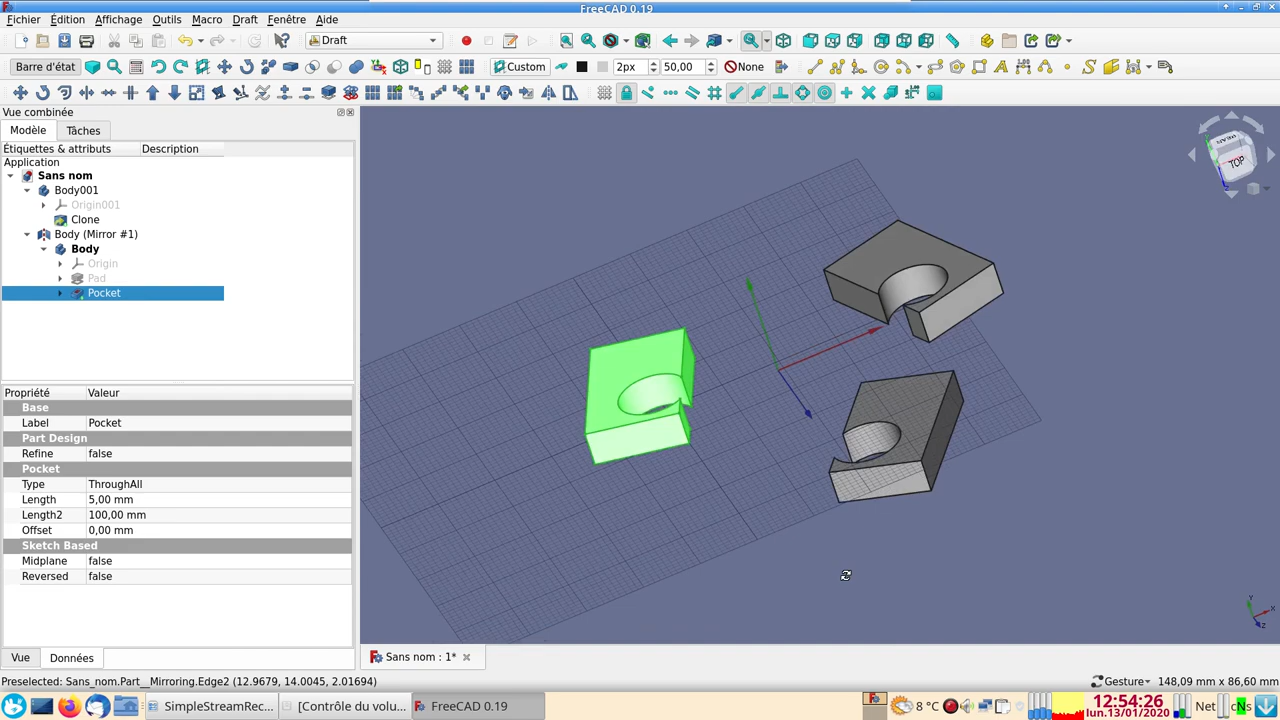 FreeCAD 0.19
Fichier Édition Affichage Outils Macro Draft Fenêtre Aide
Draft
Barre d'état Custom 2px 50,00 None
Vue combinée
Modèle Tâches
Étiquettes & attributs Description
Application
Sans nom
Body001
Origin001
Clone
Body (Mirror #1)
Body
Origin
Pad
Pocket
Propriété Valeur
Base
Label Pocket
Part Design
Refine false
Pocket
Type ThroughAll
Length 5,00 mm
Length2 100,00 mm
Offset 0,00 mm
Sketch Based
Midplane false
Reversed false
Vue Données
REAR
TOP
Y
X
Z
Sans nom : 1*
Preselected: Sans_nom.Part__Mirroring.Edge2 (12.9679, 14.0045, 2.01694) Gesture 148,09 mm x 86,60 mm
SimpleStreamRec... [Contrôle du volu... FreeCAD 0.19 8 °C 12:54:26 Net
lun.13/01/2020